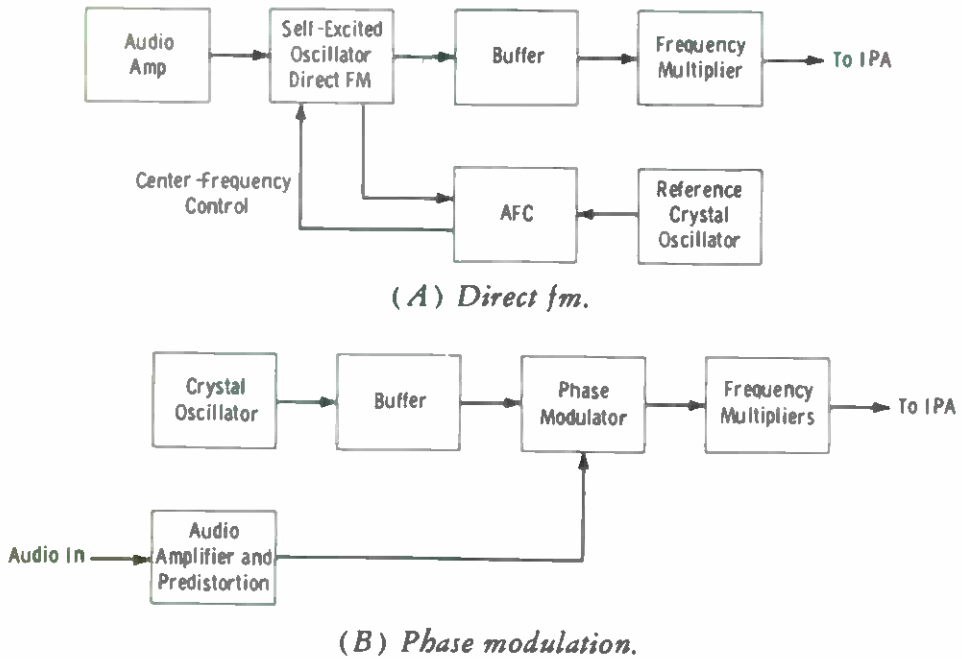 Audio
Amp
Self-Excited
Oscillator
Direct FM
Buffer
Frequency
Multiplier
To IPA
Center-Frequency
Control
AFC
Reference
Crystal
Oscillator
(A) Direct fm.
Crystal
Oscillator
Buffer
Phase
Modulator
Frequency
Multipliers
To IPA
Audio In
Audio
Amplifier and
Predistortion
(B) Phase modulation.